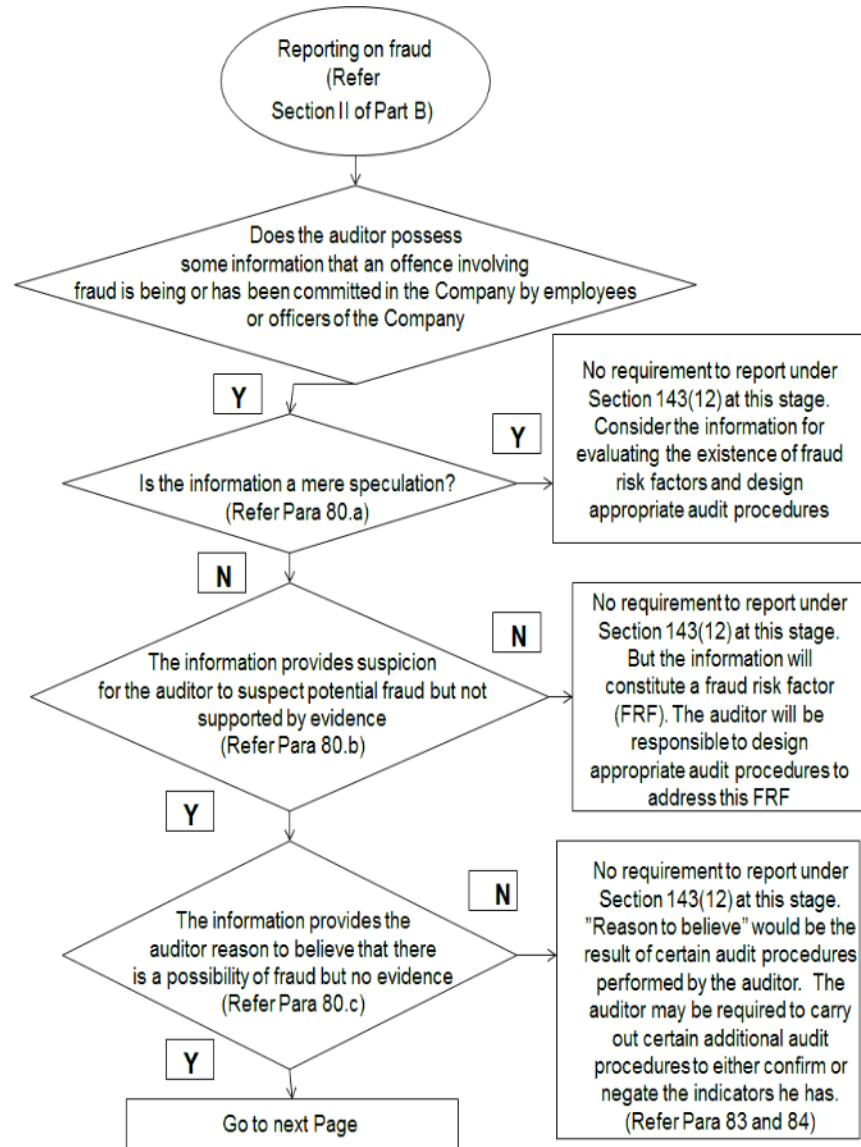 Reporting on fraud
(Refer
Section II of Part B)
Does the auditor possess
some information that an offence involving
fraud is being or has been committed in the Company by employees
or officers of the Company
Y
Is the information a mere speculation?
(Refer Para 80.a)
Y
No requirement to report under
Section 143(12) at this stage.
Consider the information for
evaluating the existence of fraud
risk factors and design
appropriate audit procedures
N
The information provides suspicion
for the auditor to suspect potential fraud but not
supported by evidence
(Refer Para 80.b)
N
No requirement to report under
Section 143(12) at this stage.
But the information will
constitute a fraud risk factor
(FRF). The auditor will be
responsible to design
appropriate audit procedures to
address this FRF
Y
The information provides the
auditor reason to believe that there
is a possibility of fraud but no evidence
(Refer Para 80.c)
N
No requirement to report under
Section 143(12) at this stage.
"Reason to believe" would be the
result of certain audit procedures
performed by the auditor. The
auditor may be required to carry
out certain additional audit
procedures to either confirm or
negate the indicators he has.
(Refer Para 83 and 84)
Y
Go to next Page